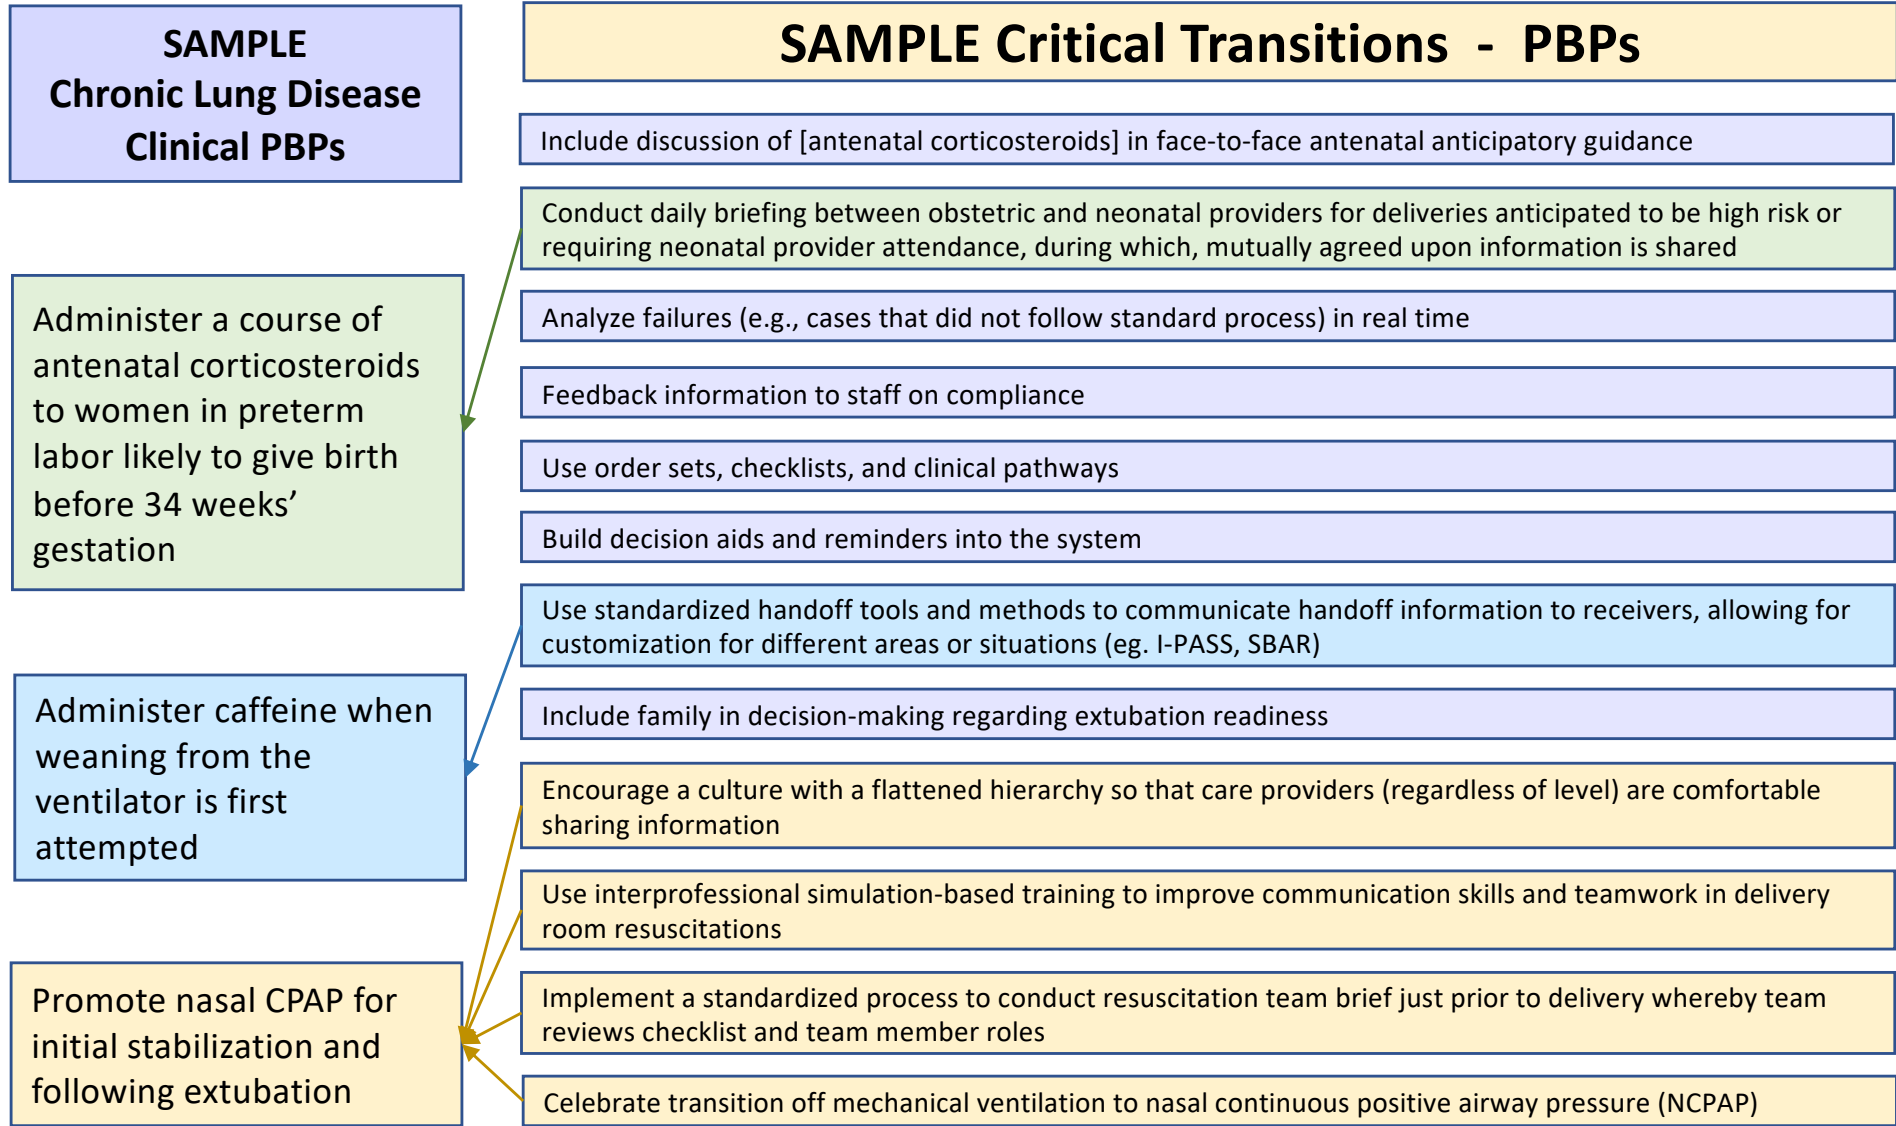 SAMPLE
Chronic Lung Disease
Clinical PBPs
SAMPLE Critical Transitions - PBPs
Include discussion of [antenatal corticosteroids] in face-to-face antenatal anticipatory guidance
Conduct daily briefing between obstetric and neonatal providers for deliveries anticipated to be high risk or
requiring neonatal provider attendance, during which, mutually agreed upon information is shared
Analyze failures (e.g., cases that did not follow standard process) in real time
Feedback information to staff on compliance
Use order sets, checklists, and clinical pathways
Build decision aids and reminders into the system
Use standardized handoff tools and methods to communicate handoff information to receivers, allowing for
customization for different areas or situations (eg. I-PASS, SBAR)
Include family in decision-making regarding extubation readiness
Encourage a culture with a flattened hierarchy so that care providers (regardless of level) are comfortable
sharing information
Use interprofessional simulation-based training to improve communication skills and teamwork in delivery
room resuscitations
Implement a standardized process to conduct resuscitation team brief just prior to delivery whereby team
reviews checklist and team member roles
Celebrate transition off mechanical ventilation to nasal continuous positive airway pressure (NCPAP)
Administer a course of
antenatal corticosteroids
to women in preterm
labor likely to give birth
before 34 weeks’
gestation
Administer caffeine when
weaning from the
ventilator is first
attempted
Promote nasal CPAP for
initial stabilization and
following extubation